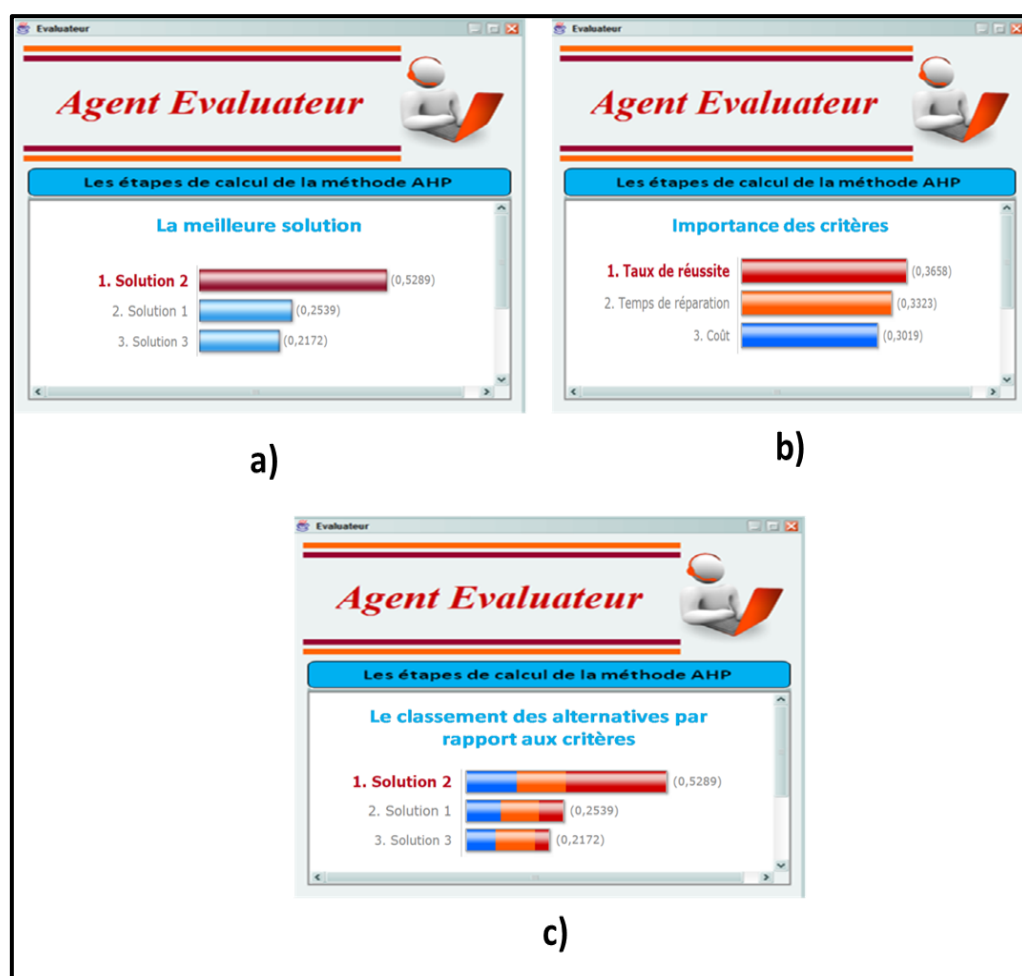 Evaluateur
Agent Evaluateur
Les étapes de calcul de la méthode AHP
La meilleure solution
1. Solution 2 (0,5289)
2. Solution 1 (0,2539)
3. Solution 3 (0,2172)
a)
Evaluateur
Agent Evaluateur
Les étapes de calcul de la méthode AHP
Importance des critères
1. Taux de réussite (0,3658)
2. Temps de réparation (0,3323)
3. Coût (0,3019)
b)
Evaluateur
Agent Evaluateur
Les étapes de calcul de la méthode AHP
Le classement des alternatives par
rapport aux critères
1. Solution 2 (0,5289)
2. Solution 1 (0,2539)
3. Solution 3 (0,2172)
c)